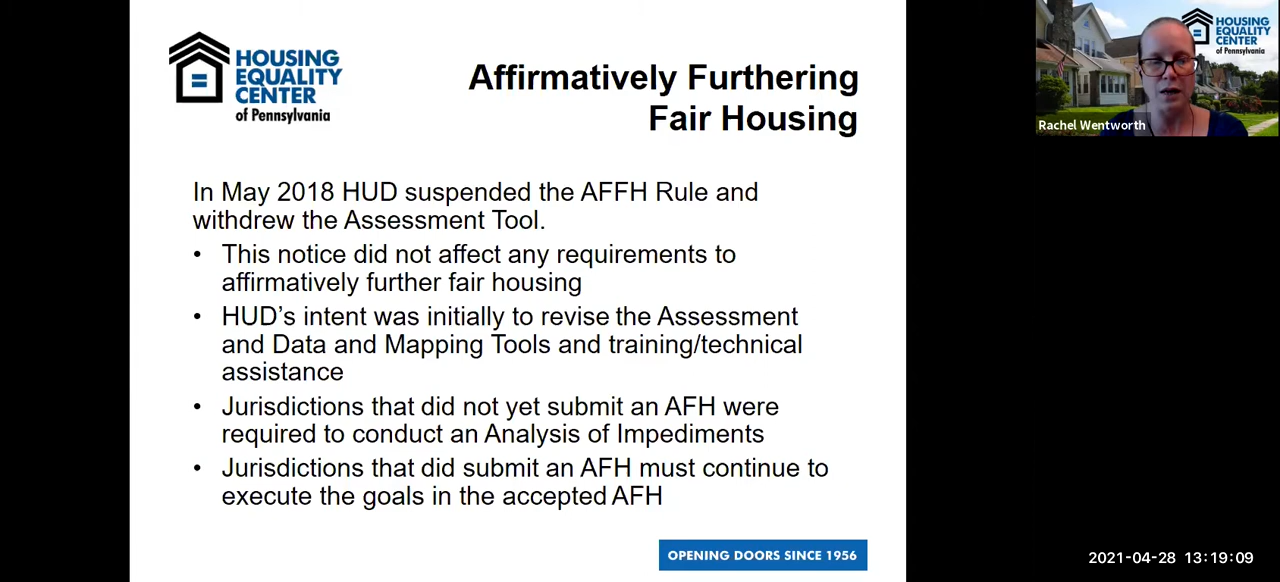 HOUSING
EQUALITY
CENTER
of Pennsylvania
Affirmatively Furthering
Fair Housing
In May 2018 HUD suspended the AFFH Rule and
withdrew the Assessment Tool.
• This notice did not affect any requirements to
affirmatively further fair housing
• HUD’s intent was initially to revise the Assessment
and Data and Mapping Tools and training/technical
assistance
• Jurisdictions that did not yet submit an AFH were
required to conduct an Analysis of Impediments
• Jurisdictions that did submit an AFH must continue to
execute the goals in the accepted AFH
OPENING DOORS SINCE 1956
HOUSING
EQUALITY
CENTER
of Pennsylvania
Rachel Wentworth
2021-04-28 13:19:09